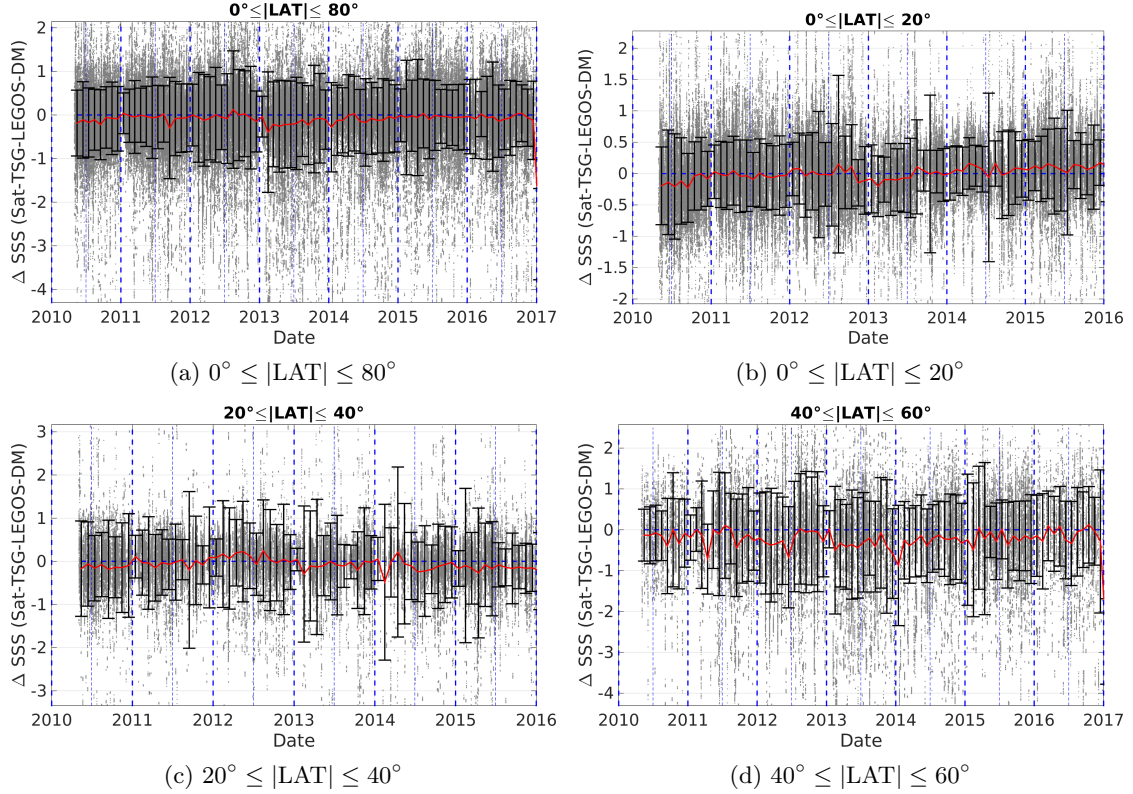 0°≤|LAT|≤ 80°
Δ SSS (Sat-TSG-LEGOS-DM)
2
1
0
-1
-2
-3
-4
2010 2011 2012 2013 2014 2015 2016 2017
Date
(a) 0° ≤ |LAT| ≤ 80°
0°≤|LAT|≤ 20°
Δ SSS (Sat-TSG-LEGOS-DM)
2
1.5
1
0.5
0
-0.5
-1
-1.5
-2
2010 2011 2012 2013 2014 2015 2016
Date
(b) 0° ≤ |LAT| ≤ 20°
20°≤|LAT|≤ 40°
Δ SSS (Sat-TSG-LEGOS-DM)
3
2
1
0
-1
-2
-3
2010 2011 2012 2013 2014 2015 2016
Date
(c) 20° ≤ |LAT| ≤ 40°
40°≤|LAT|≤ 60°
Δ SSS (Sat-TSG-LEGOS-DM)
2
1
0
-1
-2
-3
-4
2010 2011 2012 2013 2014 2015 2016 2017
Date
(d) 40° ≤ |LAT| ≤ 60°